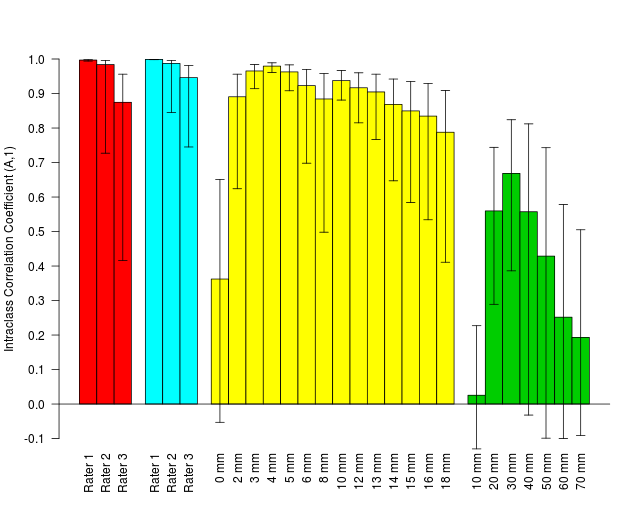 Intraclass Correlation Coefficient (A,1)
1.0
0.9
0.8
0.7
0.6
0.5
0.4
0.3
0.2
0.1
0.0
-0.1
Rater 1
Rater 2
Rater 3
Rater 1
Rater 2
Rater 3
0 mm
2 mm
3 mm
4 mm
5 mm
6 mm
8 mm
10 mm
12 mm
13 mm
14 mm
15 mm
16 mm
18 mm
10 mm
20 mm
30 mm
40 mm
50 mm
60 mm
70 mm